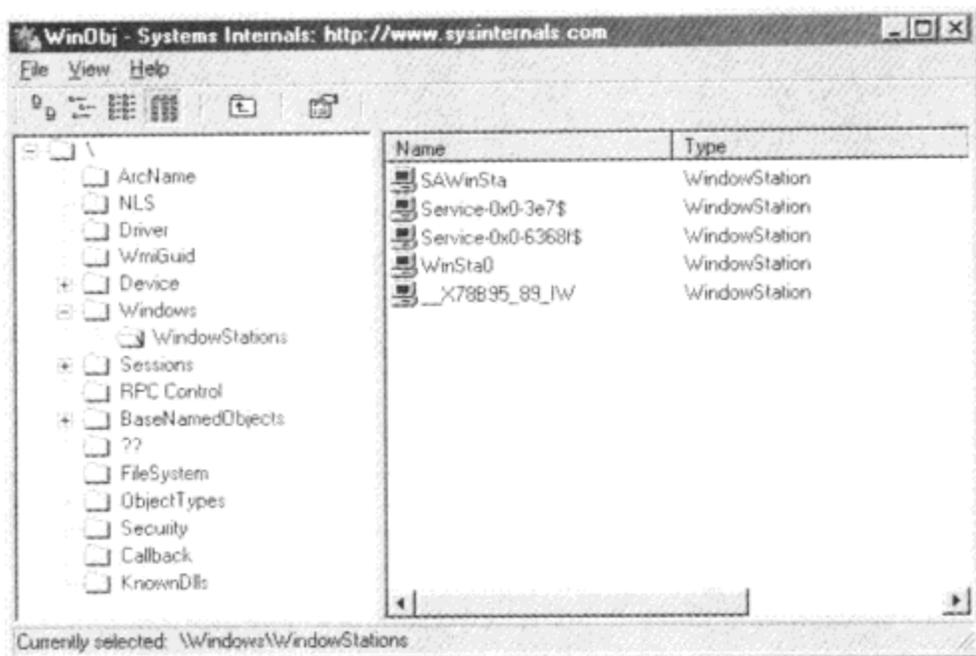 WinObj - Systems Internals: http://www.sysinternals.com
File View Help
\
ArcName
NLS
Driver
WmiGuid
Device
Windows
WindowStations
Sessions
RPC Control
BaseNamedObjects
??
FileSystem
ObjectTypes
Security
Callback
KnownDlls
Name Type
SAWinSta WindowStation
Service-0x0-3e7$ WindowStation
Service-0x0-6368f$ WindowStation
WinSta0 WindowStation
__X78B95_89_IW WindowStation
Currently selected: \Windows\WindowStations